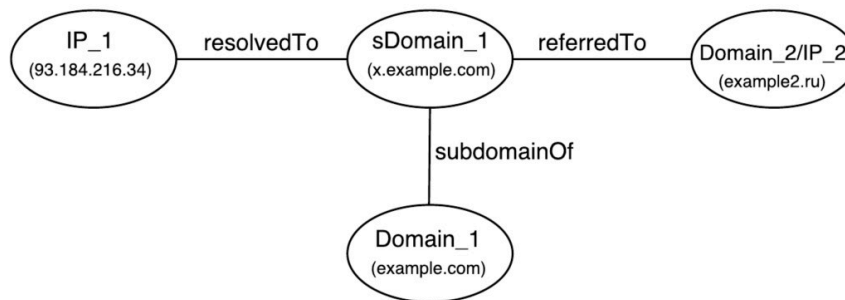 IP_1
(93.184.216.34)
resolvedTo
sDomain_1
(x.example.com)
referredTo
Domain_2/IP_2
(example2.ru)
subdomainOf
Domain_1
(example.com)